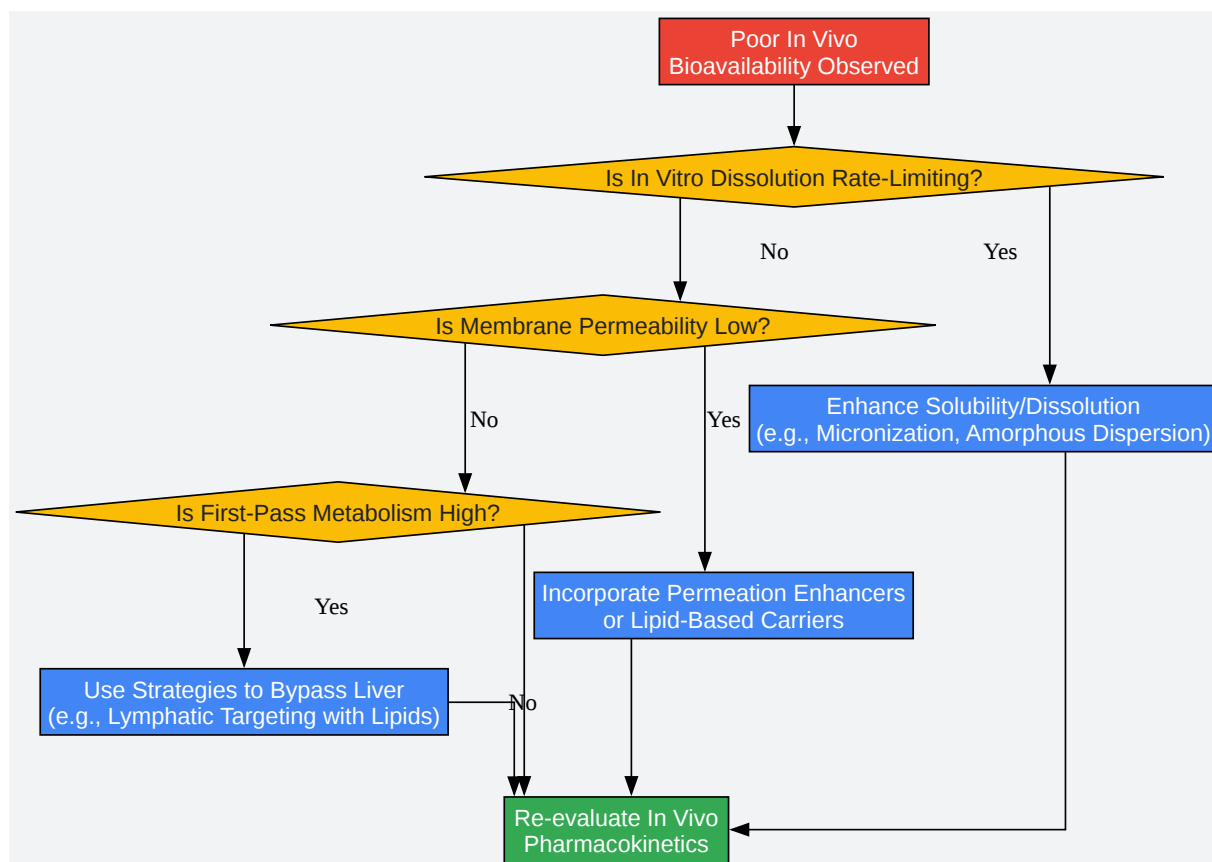 Poor In Vivo
Bioavailability Observed
Is In Vitro Dissolution Rate-Limiting?
No
Yes
Is Membrane Permeability Low?
Enhance Solubility/Dissolution
(e.g., Micronization, Amorphous Dispersion)
No
Yes
Is First-Pass Metabolism High?
Incorporate Permeation Enhancers
or Lipid-Based Carriers
Yes
Use Strategies to Bypass Liver
(e.g., Lymphatic Targeting with Lipids)
No
Re-evaluate In Vivo
Pharmacokinetics